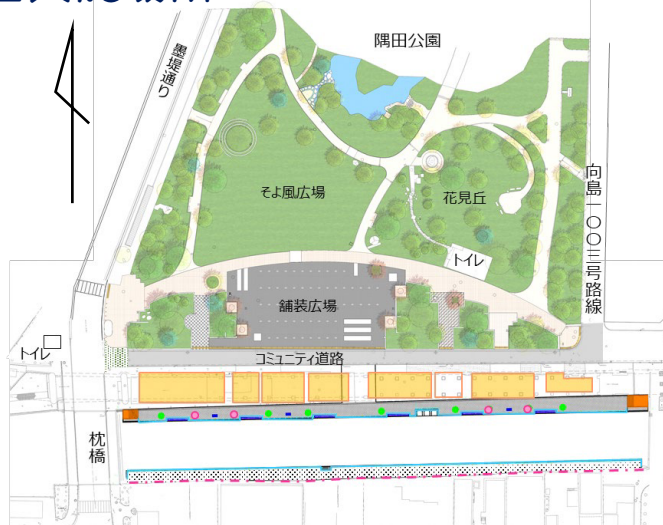 隅田公園
墨堤通り
そよ風広場
花見丘
向島一〇〇三号路線
トイレ
舗装広場
コミュニティ道路
トイレ
枕橋